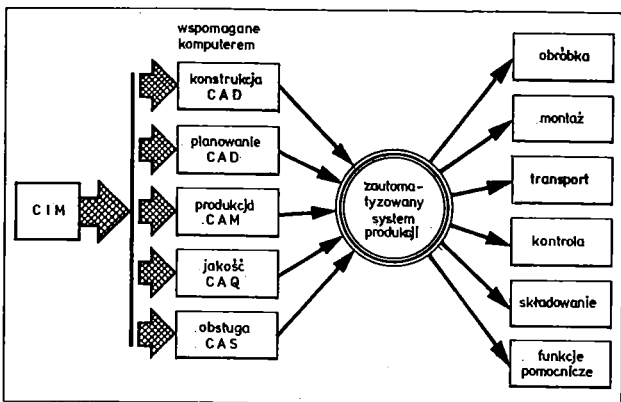 wspomagane
komputerem
CIM
konstrukcja
CAD
planowanie
CAD
produkcja
.CAM
jakość
CAQ
obsługa
CAS
zautoma-
tyzowany
system
produkcji
obróbka
montaż
transport
kontrola
składowanie
funkcje
pomocnicze